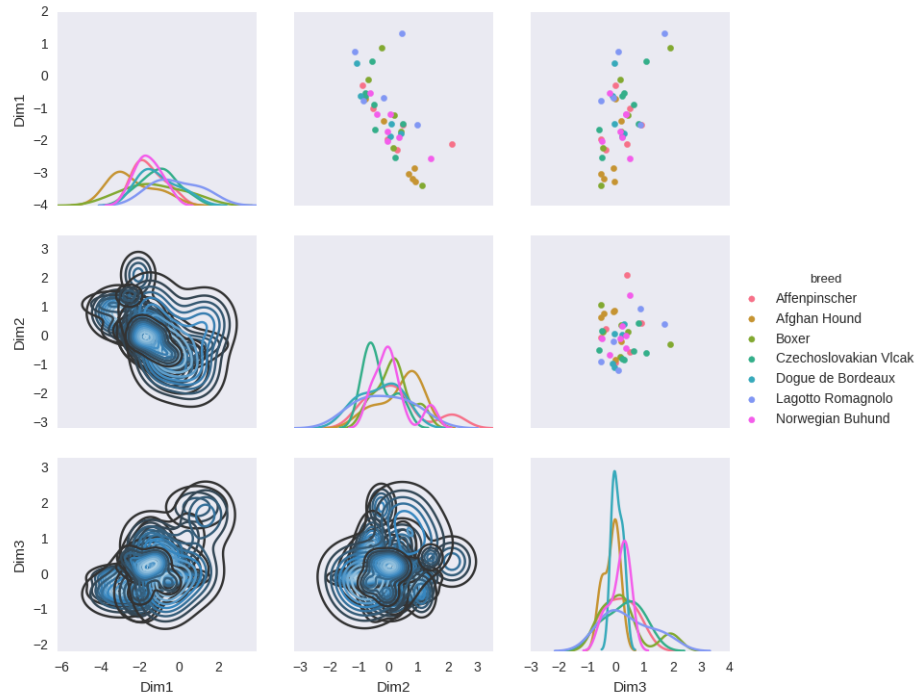 2
1
0
−1
−2
−3
−4
Dim1
3
2
1
0
−1
−2
−3
Dim2
breed
Affenpinscher
Afghan Hound
Boxer
Czechoslovakian Vlcak
Dogue de Bordeaux
Lagotto Romagnolo
Norwegian Buhund
3
2
1
0
−1
−2
Dim3
−6 −4 −2 0 2
−3 −2 −1 0 1 2 3
−3 −2 −1 0 1 2 3 4
Dim1 Dim2 Dim3